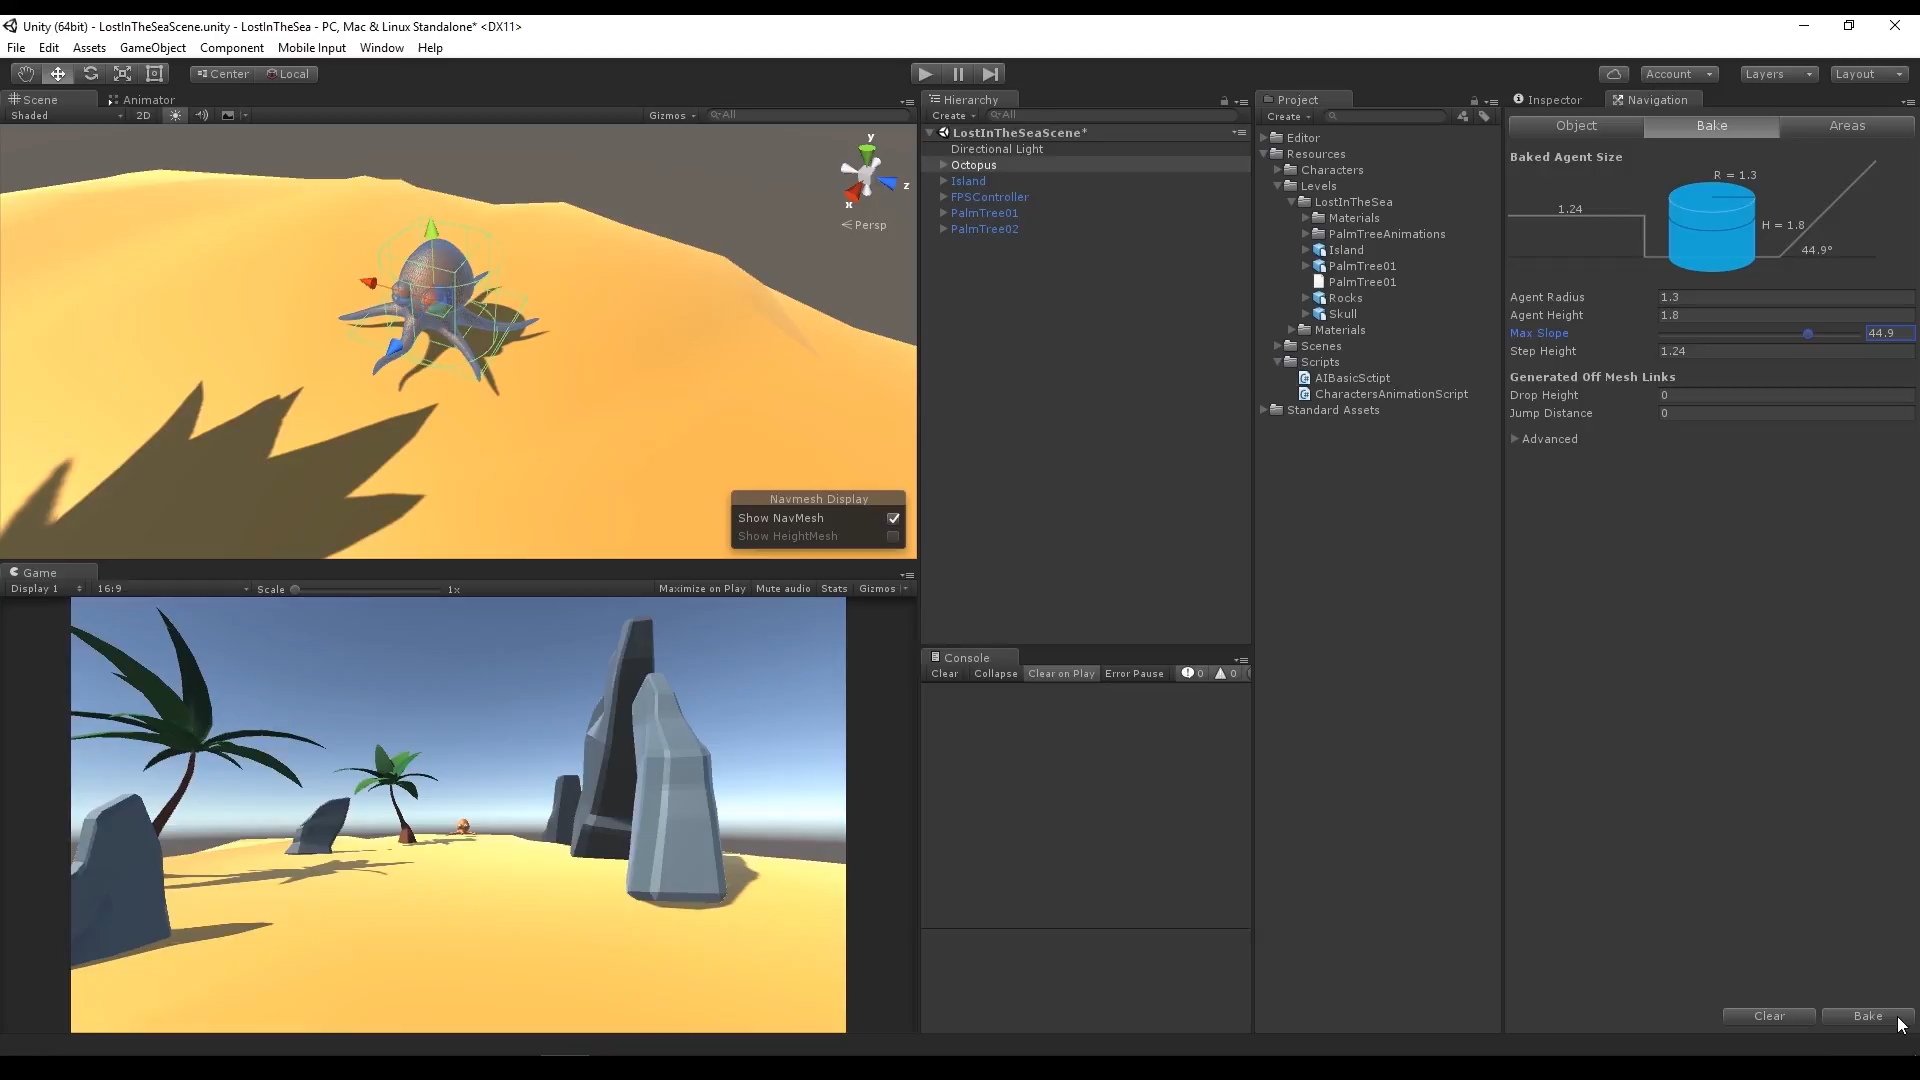 Unity (64bit) - LostInTheSeaScene.unity - LostInTheSea - PC, Mac & Linux Standalone* <DX11>
File Edit Assets GameObject Component Mobile Input Window Help
Center Local Account Layers Layout
Scene Animator
Shaded 2D Gizmos All
y
z
x
Persp
Navmesh Display
Show NavMesh
Show HeightMesh
Game
Display 1 16:9 Scale 1x Maximize on Play Mute audio Stats Gizmos
Hierarchy
Create All
LostInTheSeaScene*
Directional Light
Octopus
Island
FPSController
PalmTree01
PalmTree02
Console
Clear Collapse Clear on Play Error Pause 0 0
Project
Create
Editor
Resources
Characters
Levels
LostInTheSea
Materials
PalmTreeAnimations
Island
PalmTree01
PalmTree01
Rocks
Skull
Materials
Scenes
Scripts
AIBasicSctipt
CharactersAnimationScript
Standard Assets
Inspector Navigation
Object Bake Areas
Baked Agent Size
R = 1.3
1.24
H = 1.8
44.9°
Agent Radius 1.3
Agent Height 1.8
Max Slope 44.9
Step Height 1.24
Generated Off Mesh Links
Drop Height 0
Jump Distance 0
Advanced
Clear Bake